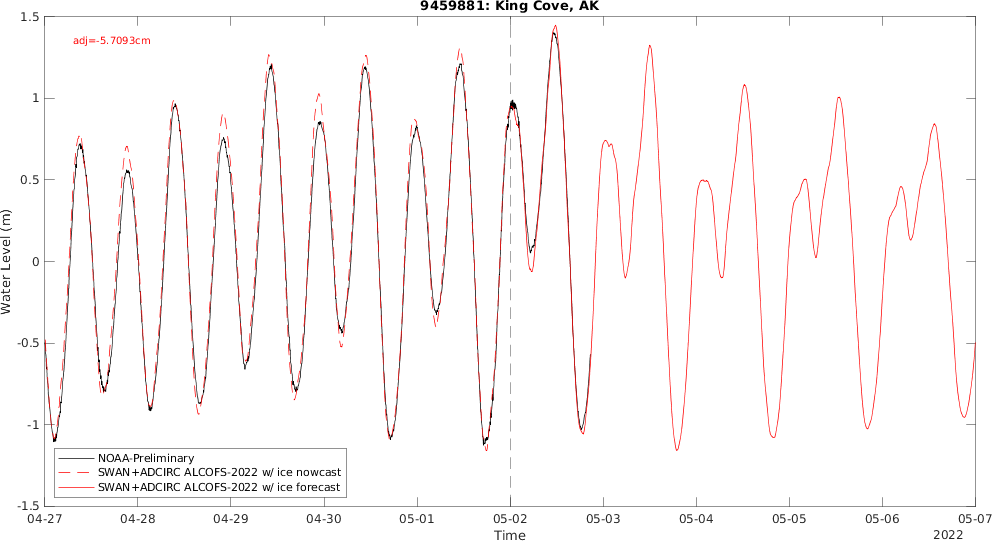 9459881: King Cove, AK
adj=-5.7093cm
Water Level (m)
1.5
1
0.5
0
-0.5
-1
-1.5
NOAA-Preliminary
SWAN+ADCIRC ALCOFS-2022 w/ ice nowcast
SWAN+ADCIRC ALCOFS-2022 w/ ice forecast
04-27 04-28 04-29 04-30 05-01 05-02 05-03 05-04 05-05 05-06 05-07
Time
2022